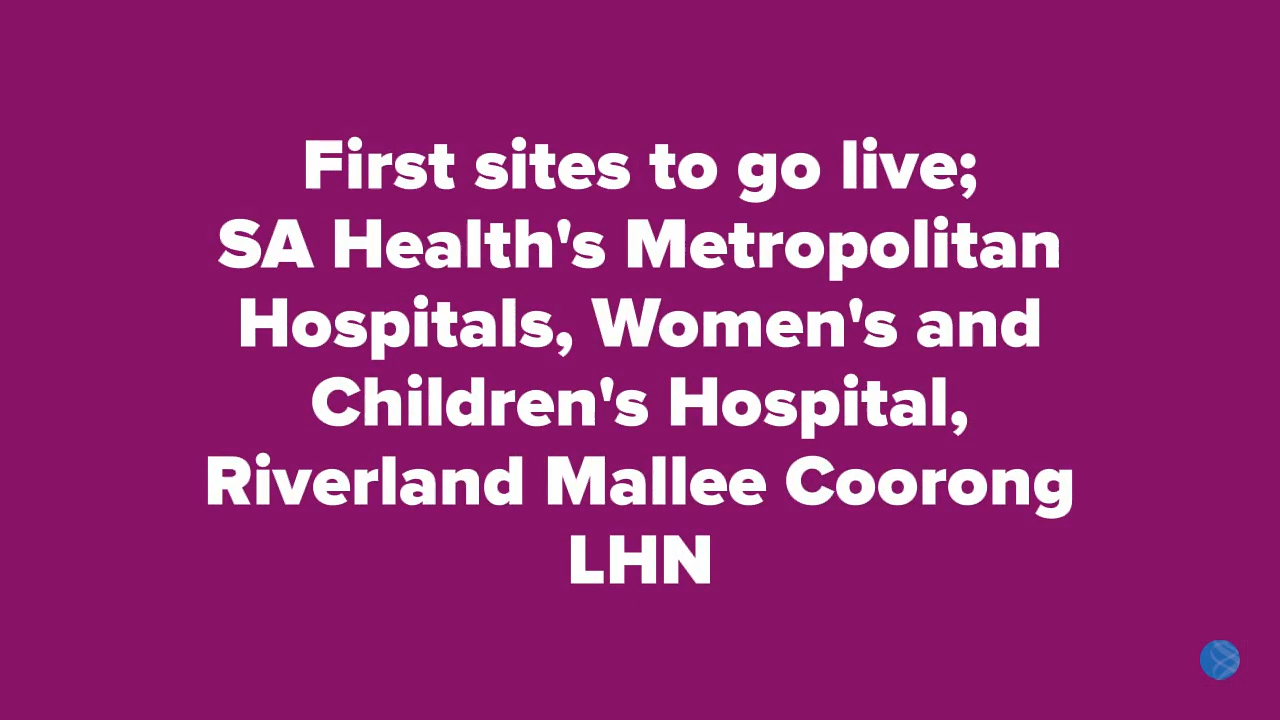 First sites to go live;
SA Health's Metropolitan
Hospitals, Women's and
Children's Hospital,
Riverland Mallee Coorong
LHN